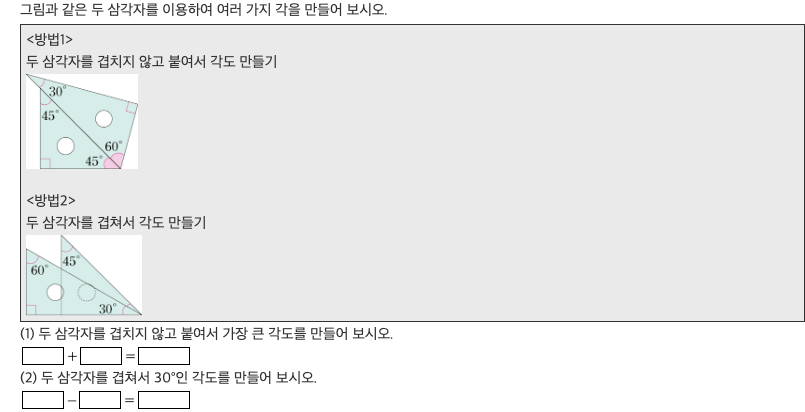 그림과 같은 두 삼각자를 이용하여 여러 가지 각을 만들어 보시오.
<방법1>
두 삼각자를 겹치지 않고 붙여서 각도 만들기
30°
45°
60°
45°
<방법2>
두 삼각자를 겹쳐서 각도 만들기
45°
60°
30°
(1) 두 삼각자를 겹치지 않고 붙여서 가장 큰 각도를 만들어 보시오.
+ =
(2) 두 삼각자를 겹쳐서 30°인 각도를 만들어 보시오.
− =